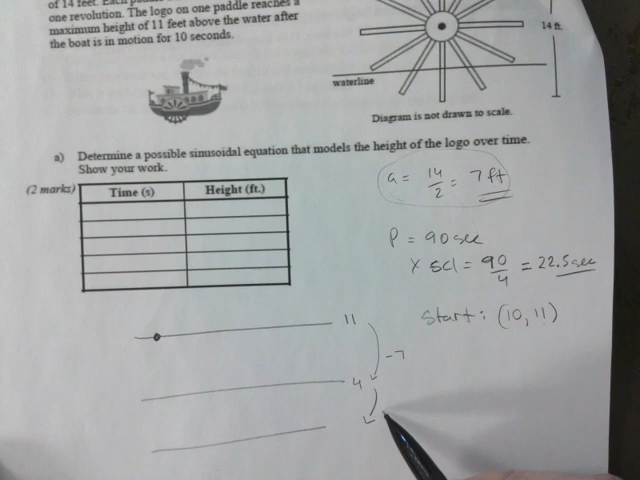 of 14 feet. Each paddle
one revolution. The logo on one paddle reaches a
maximum height of 11 feet above the water after
the boat is in motion for 10 seconds.
14 ft.
waterline
Diagram is not drawn to scale.
a) Determine a possible sinusoidal equation that models the height of the logo over time.
Show your work.
(2 marks)
Time (s) Height (ft.)
a = 14/2 = 7 ft
P = 90 sec
x scl = 90/4 = 22.5 sec
Start: (10, 11)
11
-7
4